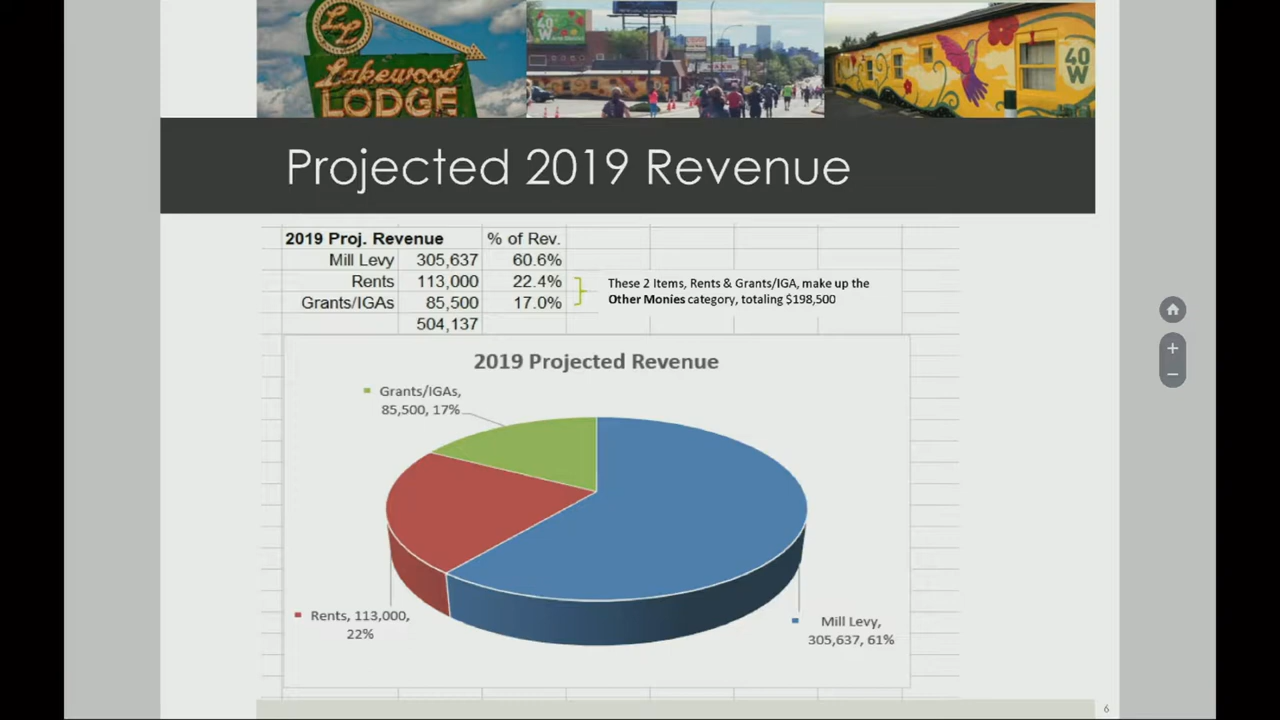 LL
Lakewood
LODGE
40
W
40
W
Projected 2019 Revenue
2019 Proj. Revenue % of Rev.
Mill Levy 305,637 60.6%
Rents 113,000 22.4%
Grants/IGAs 85,500 17.0%
504,137
These 2 Items, Rents & Grants/IGA, make up the
Other Monies category, totaling $198,500
2019 Projected Revenue
Grants/IGAs,
85,500, 17%
Rents, 113,000,
22%
Mill Levy,
305,637, 61%
6